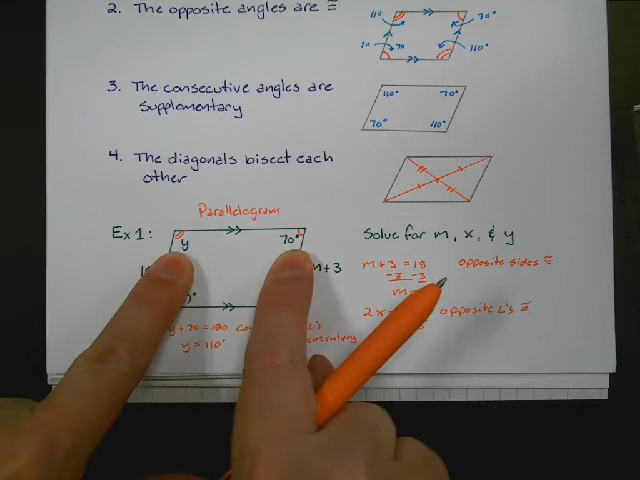 2. The opposite angles are ≅
110 70°
70 110°
3. The consecutive angles are
supplementary
110° 70°
70° 110°
4. The diagonals bisect each
other
Parallelogram
Ex 1: y 70°
Solve for m, x, & y
m+3
m+3 = 18 opposite sides ≅
-3 -3
m
2x opposite ∠'s ≅
y+70=180
y = 110°